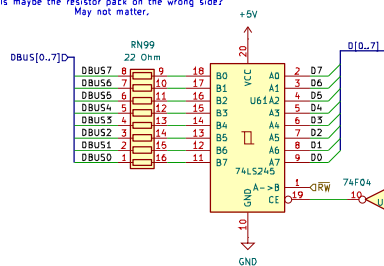 is maybe the resistor pack on the wrong side?
May not matter.
+5V
D[0..7]
RN99
22 Ohm
DBUS[0..7]
20
VCC
DBUS7 8 9 18 B0 A0 2 D7
DBUS6 7 10 17 B1 A1 3 D6
DBUS5 6 11 16 B2 A2 4 D5
DBUS4 5 12 15 B3 A3 5 D4
DBUS3 4 13 14 B4 A4 6 D3
DBUS2 3 14 13 B5 A5 7 D2
DBUS1 2 15 12 B6 A6 8 D1
DBUS0 1 16 11 B7 A7 9 D0
U61A2
74LS245
A->B 1 RW
CE 19
74F04
10
U
GND
10
GND